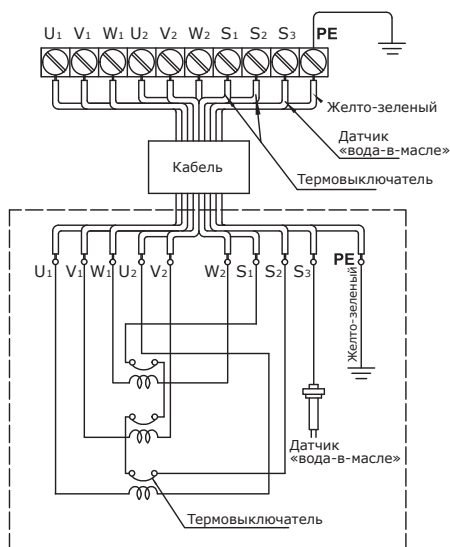 U1 V1 W1 U2 V2 W2 S1 S2 S3 PE
Желто-зеленый
Датчик
«вода-в-масле»
Кабель
Термовыключатель
U1 V1 W1 U2 V2 W2 S1 S2 S3 PE
Желто-зеленый
Датчик
«вода-в-масле»
Термовыключатель